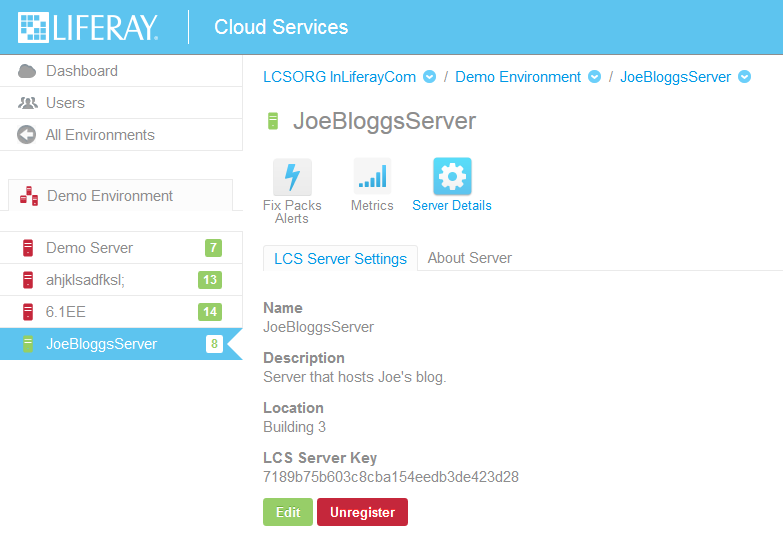 LIFERAY. Cloud Services
Dashboard
Users
All Environments
Demo Environment
Demo Server 7
ahjklsadfksl; 13
6.1EE 14
JoeBloggsServer 8
LCSORG InLiferayCom / Demo Environment / JoeBloggsServer
JoeBloggsServer
Fix Packs
Alerts
Metrics
Server Details
LCS Server Settings About Server
Name
JoeBloggsServer
Description
Server that hosts Joe's blog.
Location
Building 3
LCS Server Key
7189b75b603c8cba154eedb3de423d28
Edit Unregister